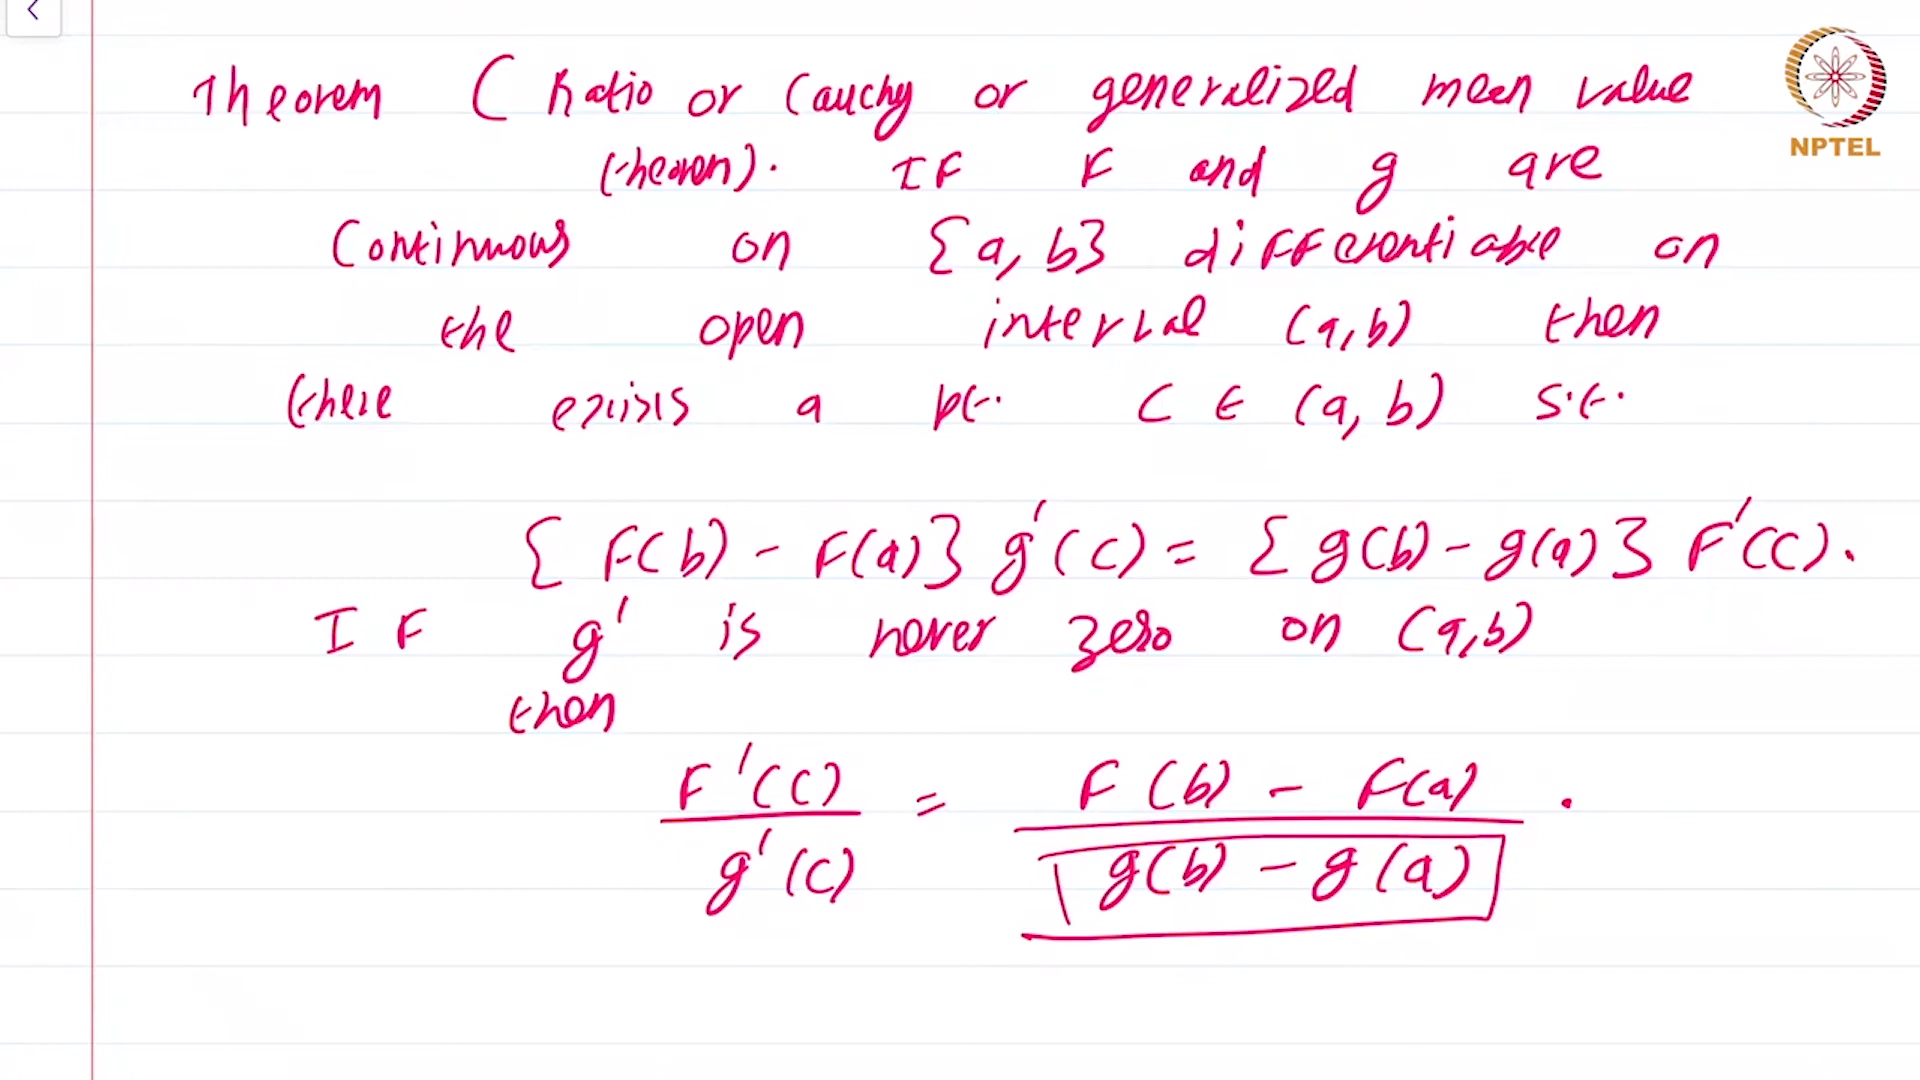 Theorem ( Ratio or Cauchy or generalized mean value
NPTEL
theorem). IF F and g are
Continuous on {a, b} differentiable on
the open interval (a,b) then
there exists a pt. C ∈ (a, b) s.t.
{ F(b) - F(a)} g'(c) = { g(b) - g(a) } F'(c).
IF g' is never zero on (a,b)
then
F'(c) / g'(c) = F(b) - F(a) / g(b) - g(a) .